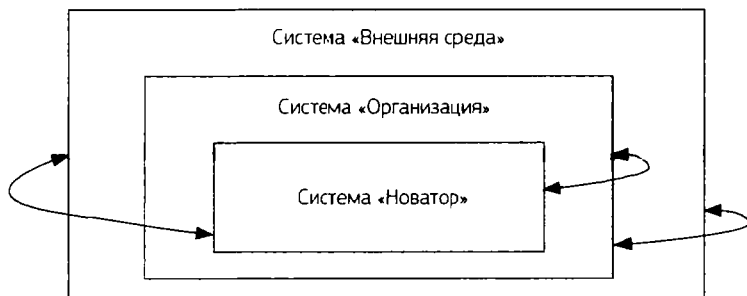 Система «Внешняя среда»
Система «Организация»
Система «Новатор»